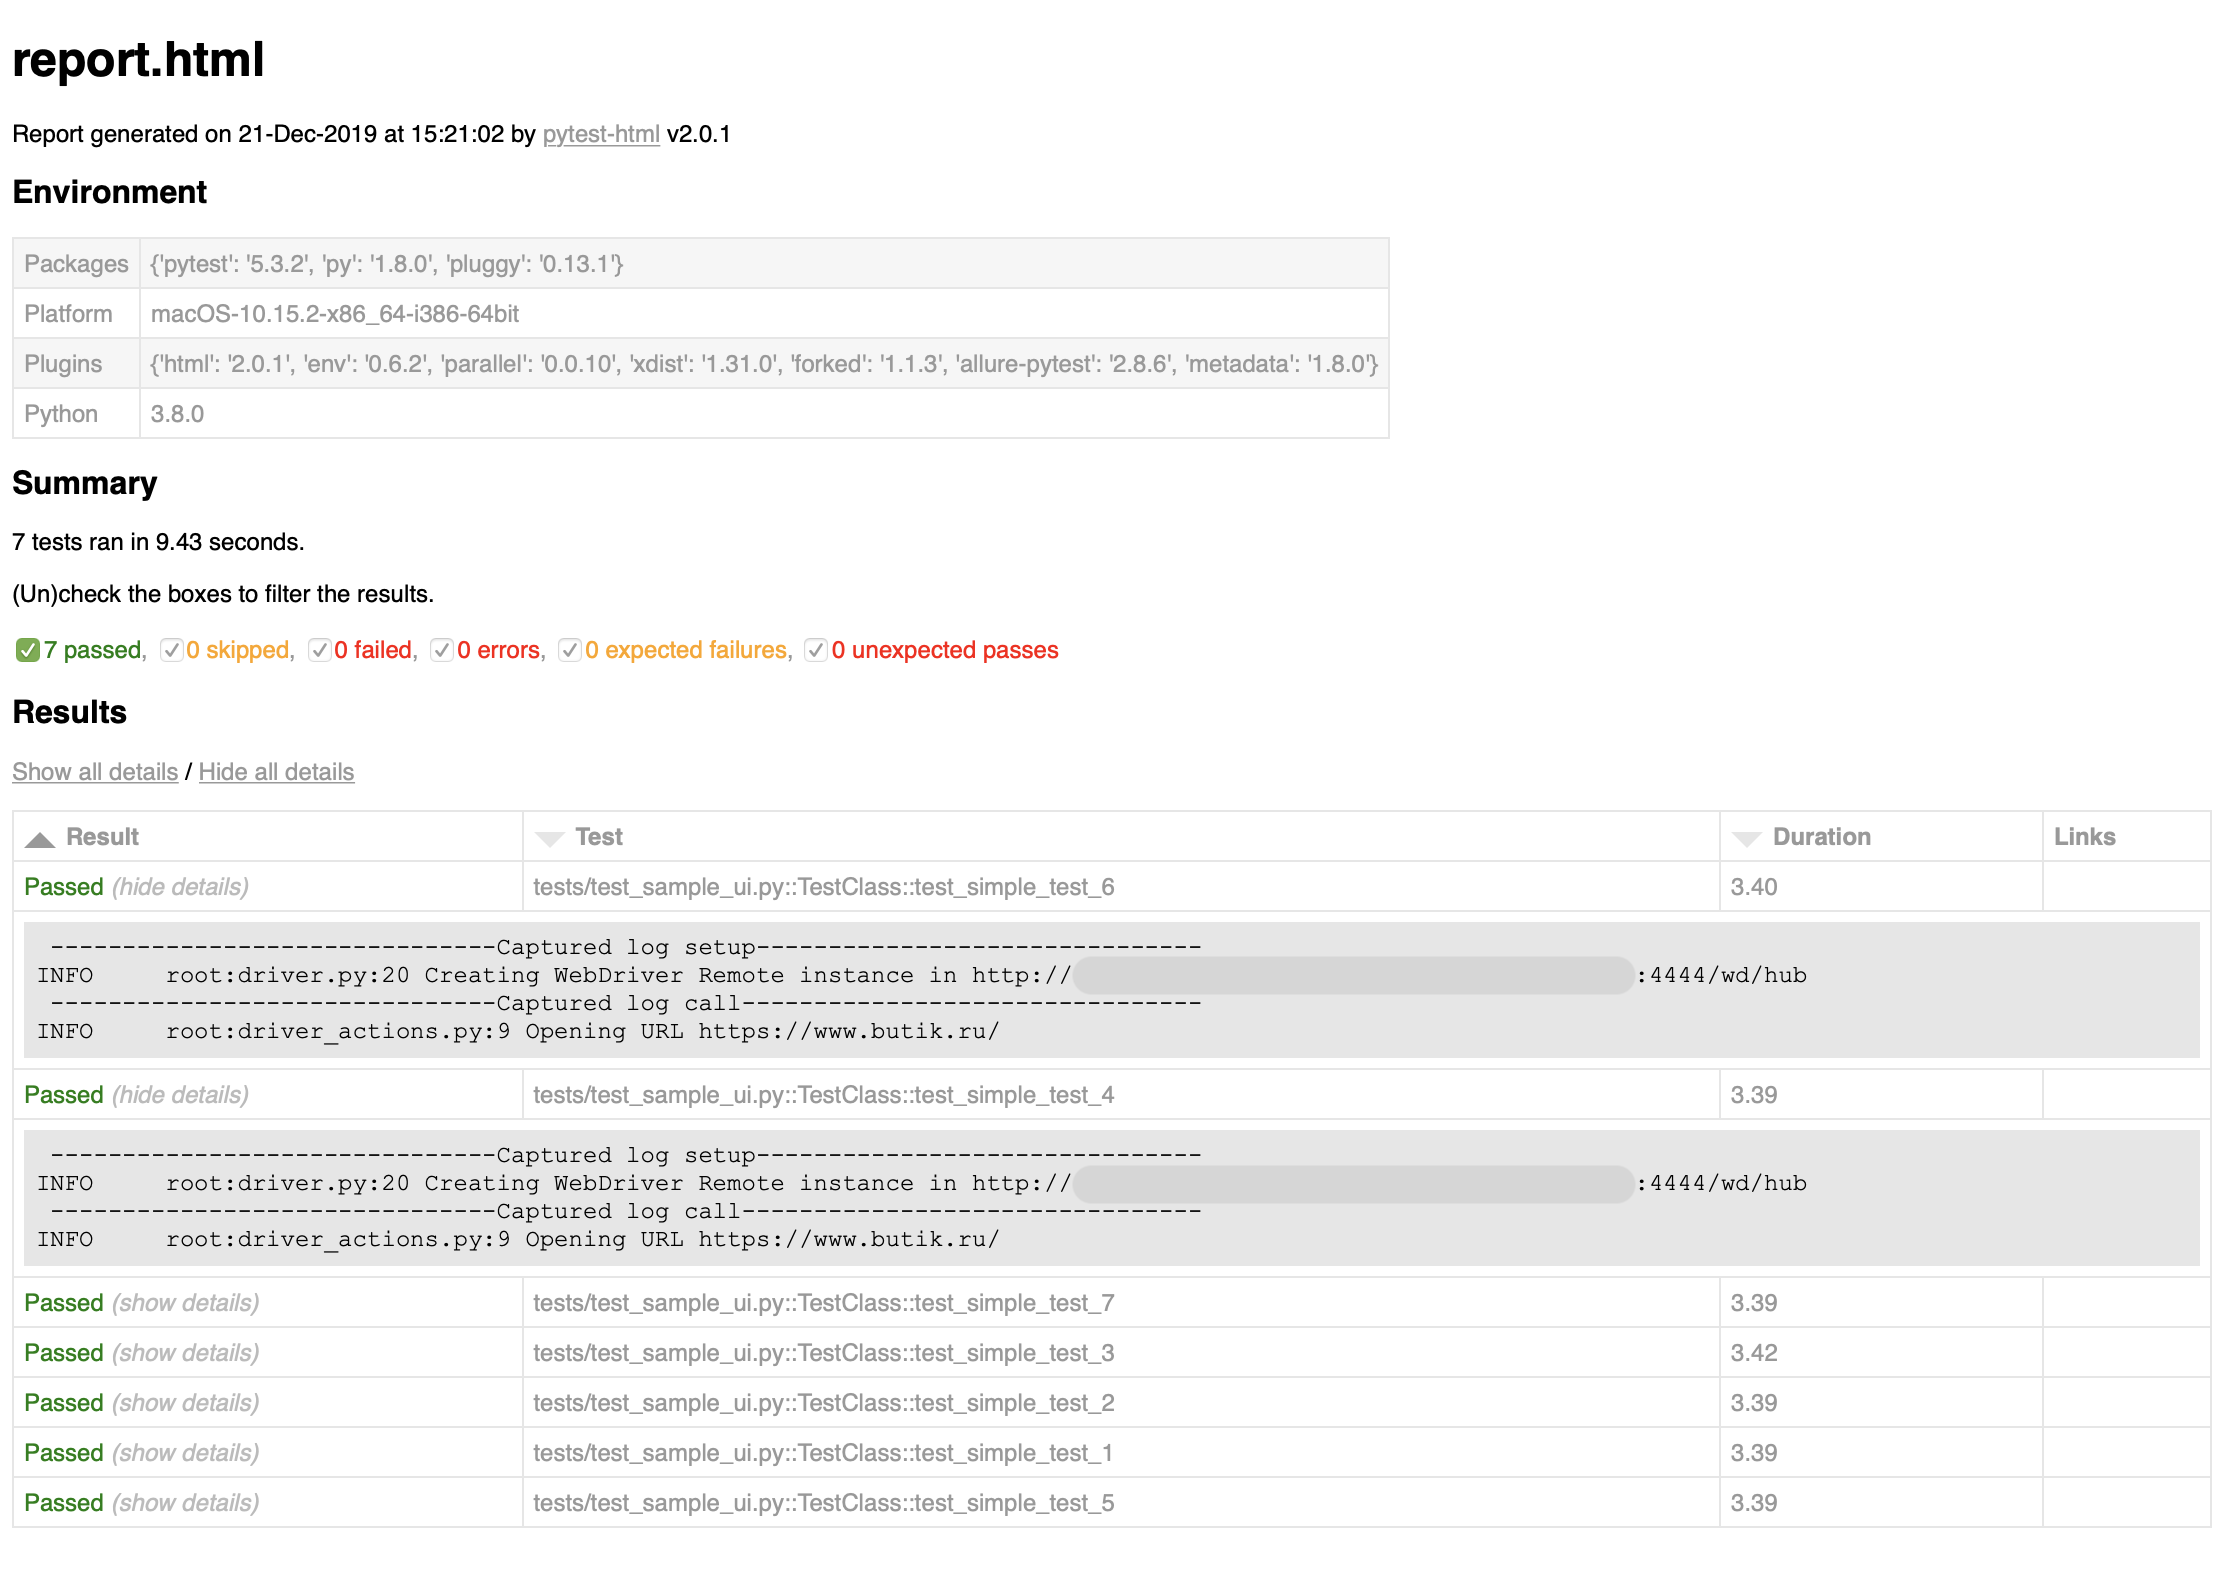 report.html
Report generated on 21-Dec-2019 at 15:21:02 by pytest-html v2.0.1
Environment
Packages {'pytest': '5.3.2', 'py': '1.8.0', 'pluggy': '0.13.1'}
Platform macOS-10.15.2-x86_64-i386-64bit
Plugins {'html': '2.0.1', 'env': '0.6.2', 'parallel': '0.0.10', 'xdist': '1.31.0', 'forked': '1.1.3', 'allure-pytest': '2.8.6', 'metadata': '1.8.0'}
Python 3.8.0
Summary
7 tests ran in 9.43 seconds.
(Un)check the boxes to filter the results.
7 passed, 0 skipped, 0 failed, 0 errors, 0 expected failures, 0 unexpected passes
Results
Show all details / Hide all details
Result Test Duration Links
Passed (hide details) tests/test_sample_ui.py::TestClass::test_simple_test_6 3.40
-------------------------------Captured log setup-------------------------------
INFO     root:driver.py:20 Creating WebDriver Remote instance in http:// :4444/wd/hub
-------------------------------Captured log call--------------------------------
INFO     root:driver_actions.py:9 Opening URL https://www.butik.ru/
Passed (hide details) tests/test_sample_ui.py::TestClass::test_simple_test_4 3.39
-------------------------------Captured log setup-------------------------------
INFO     root:driver.py:20 Creating WebDriver Remote instance in http:// :4444/wd/hub
-------------------------------Captured log call--------------------------------
INFO     root:driver_actions.py:9 Opening URL https://www.butik.ru/
Passed (show details) tests/test_sample_ui.py::TestClass::test_simple_test_7 3.39
Passed (show details) tests/test_sample_ui.py::TestClass::test_simple_test_3 3.42
Passed (show details) tests/test_sample_ui.py::TestClass::test_simple_test_2 3.39
Passed (show details) tests/test_sample_ui.py::TestClass::test_simple_test_1 3.39
Passed (show details) tests/test_sample_ui.py::TestClass::test_simple_test_5 3.39